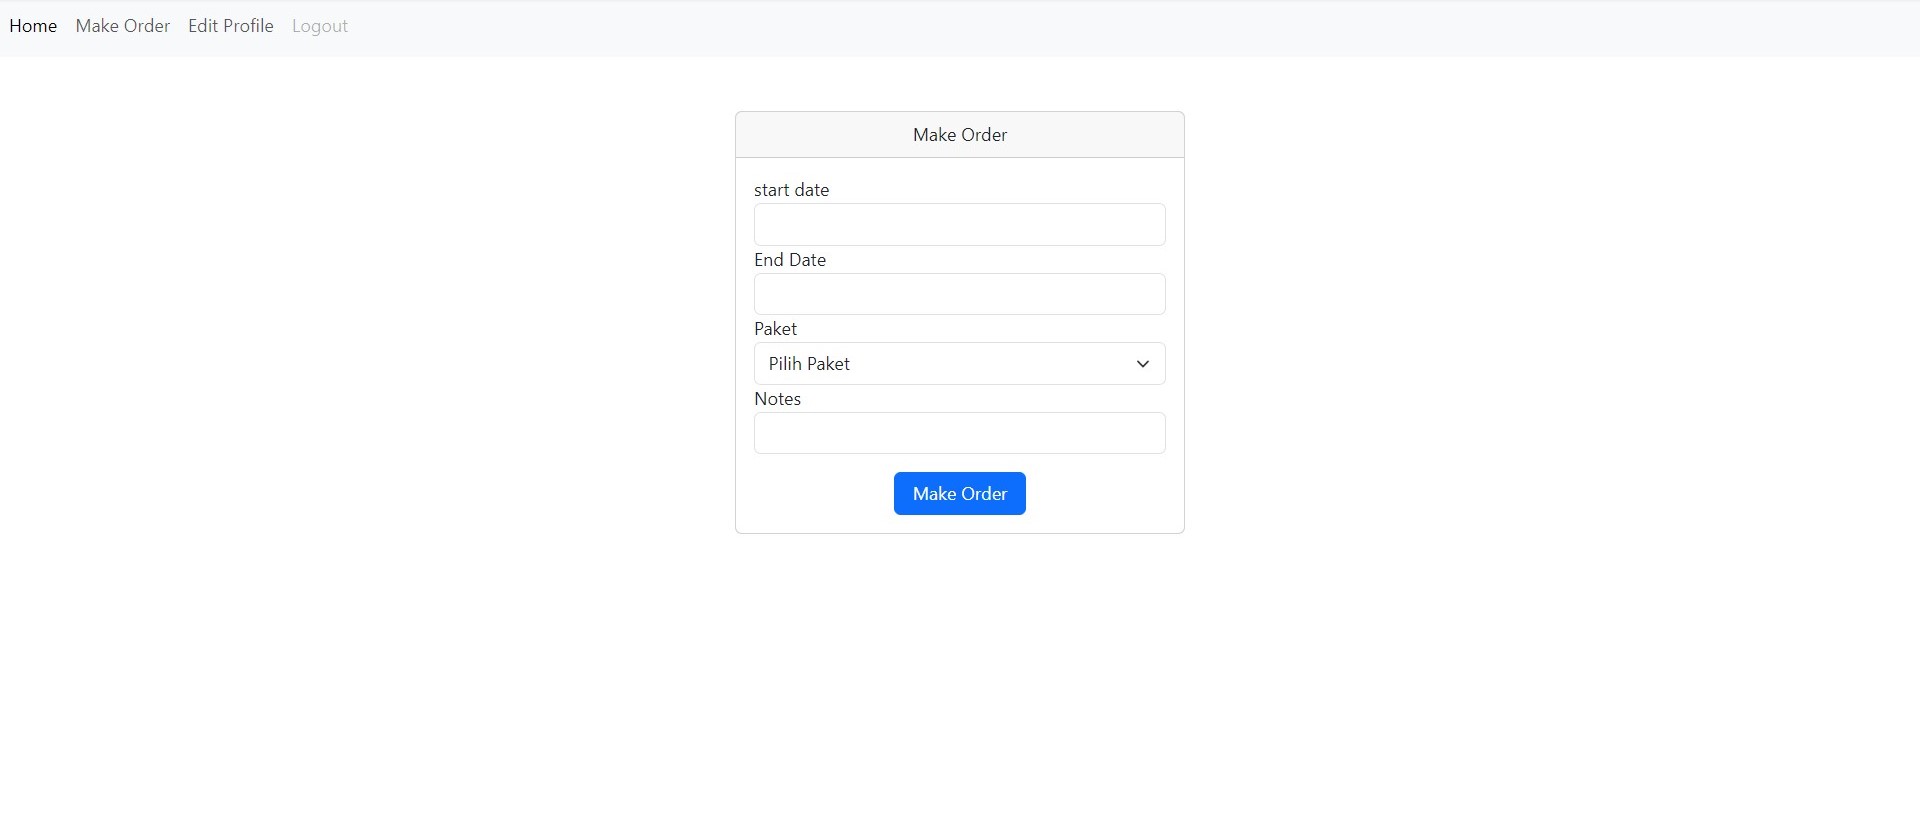 Home Make Order Edit Profile Logout
Make Order
start date
End Date
Paket
Pilih Paket
Notes
Make Order